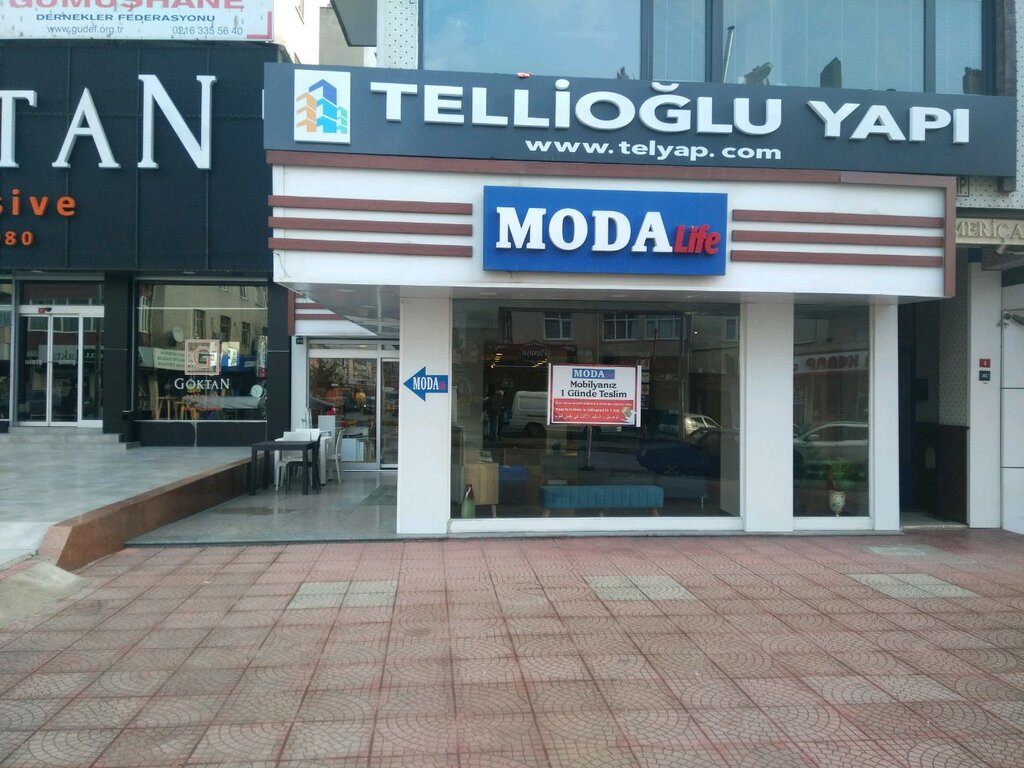 GÜMÜŞHANE
DERNEKLER FEDERASYONU
www.gudef.org.tr 0216 335 56 40
TAN
sive
80
TELLİOĞLU YAPI
www.telyap.com
MODA Life
MERİÇ
GÖKTAN
MODA
MODA
Mobilyanız
1 Günde Teslim